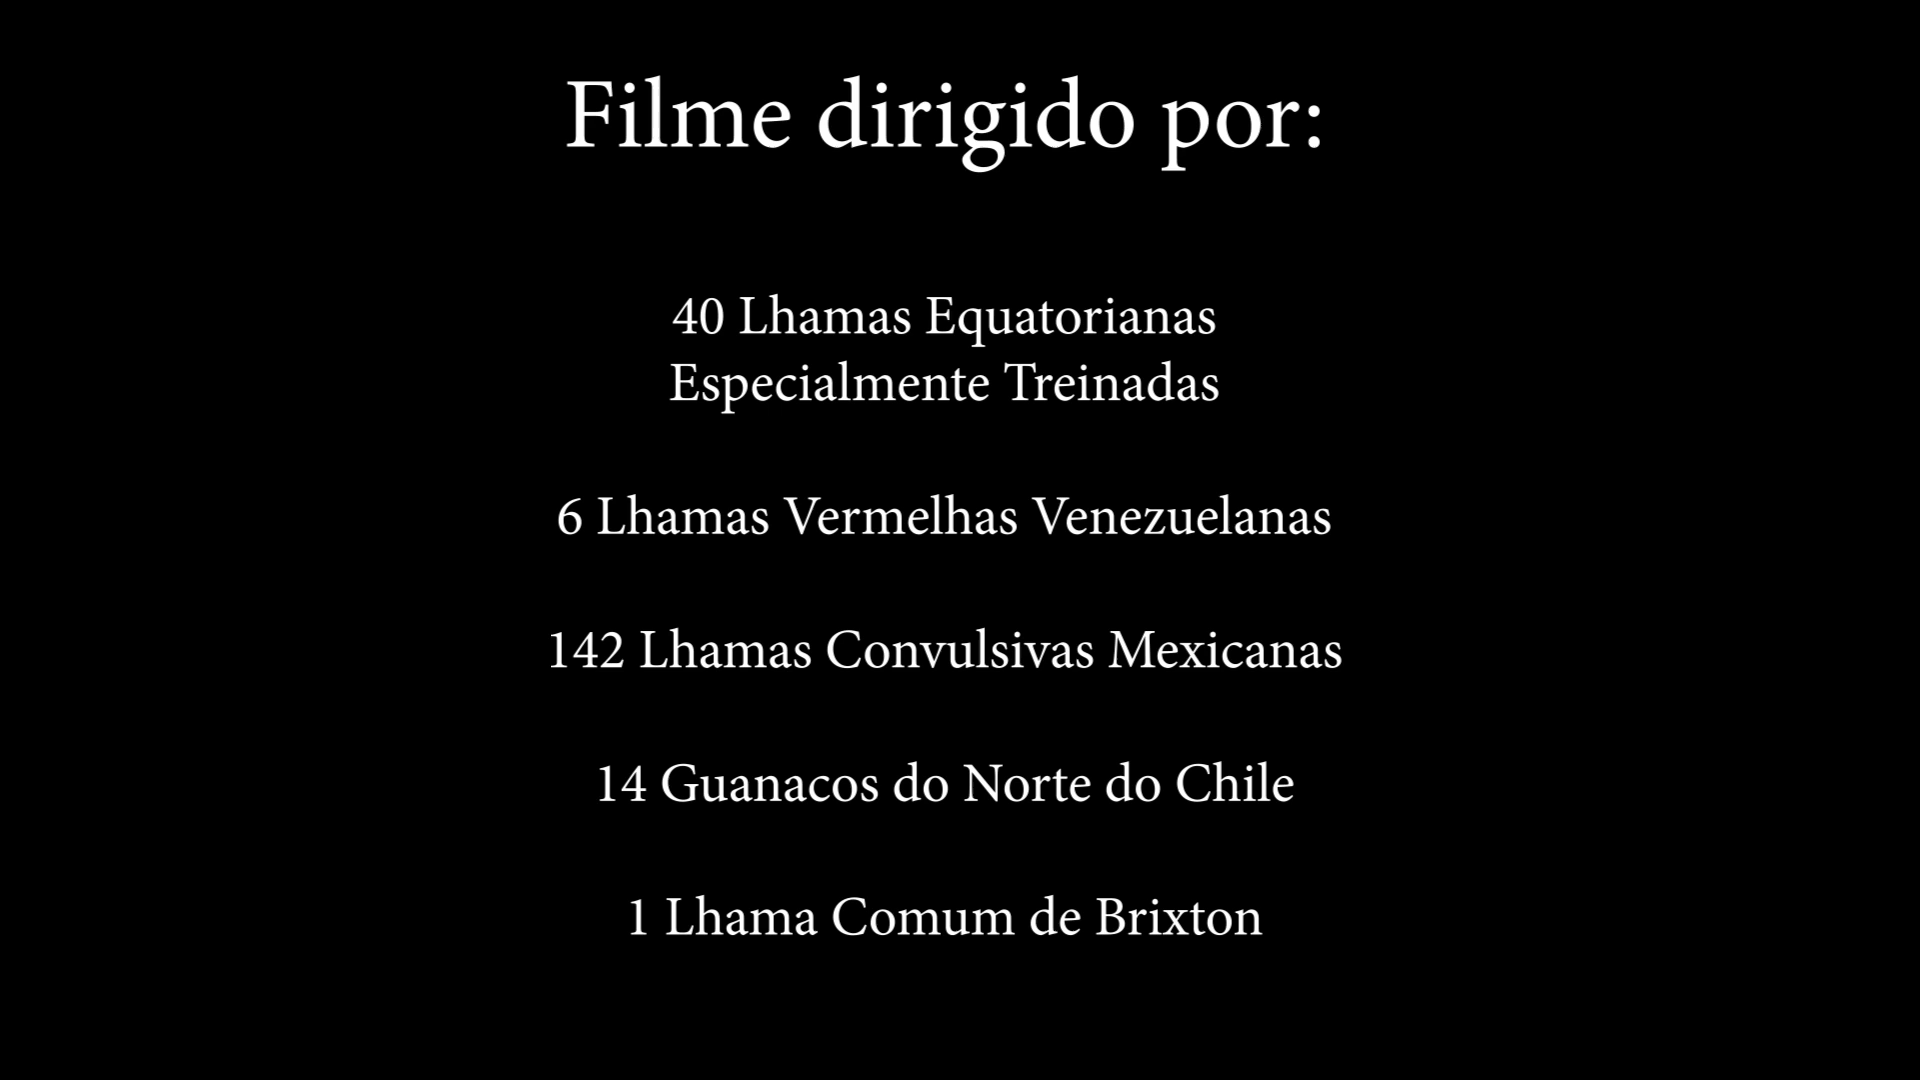 Filme dirigido por:
40 Lhamas Equatorianas
Especialmente Treinadas
6 Lhamas Vermelhas Venezuelanas
142 Lhamas Convulsivas Mexicanas
14 Guanacos do Norte do Chile
1 Lhama Comum de Brixton